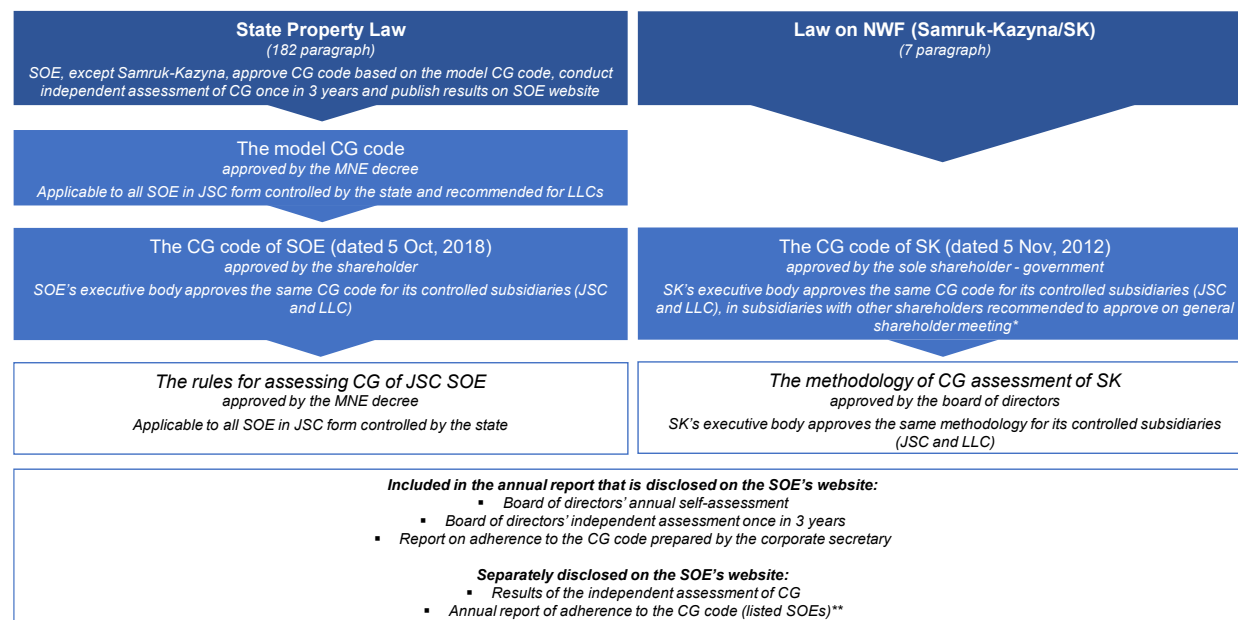 State Property Law
(182 paragraph)
SOE, except Samruk-Kazyna, approve CG code based on the model CG code, conduct
independent assessment of CG once in 3 years and publish results on SOE website
Law on NWF (Samruk-Kazyna/SK)
(7 paragraph)
The model CG code
approved by the MNE decree
Applicable to all SOE in JSC form controlled by the state and recommended for LLCs
The CG code of SOE (dated 5 Oct, 2018)
approved by the shareholder
SOE's executive body approves the same CG code for its controlled subsidiaries (JSC
and LLC)
The CG code of SK (dated 5 Nov, 2012)
approved by the sole shareholder - government
SK's executive body approves the same CG code for its controlled subsidiaries (JSC
and LLC), in subsidiaries with other shareholders recommended to approve on general
shareholder meeting*
The rules for assessing CG of JSC SOE
approved by the MNE decree
Applicable to all SOE in JSC form controlled by the state
The methodology of CG assessment of SK
approved by the board of directors
SK's executive body approves the same methodology for its controlled subsidiaries
(JSC and LLC)
Included in the annual report that is disclosed on the SOE's website:
▪ Board of directors' annual self-assessment
▪ Board of directors' independent assessment once in 3 years
▪ Report on adherence to the CG code prepared by the corporate secretary
Separately disclosed on the SOE's website:
▪ Results of the independent assessment of CG
▪ Annual report of adherence to the CG code (listed SOEs)**